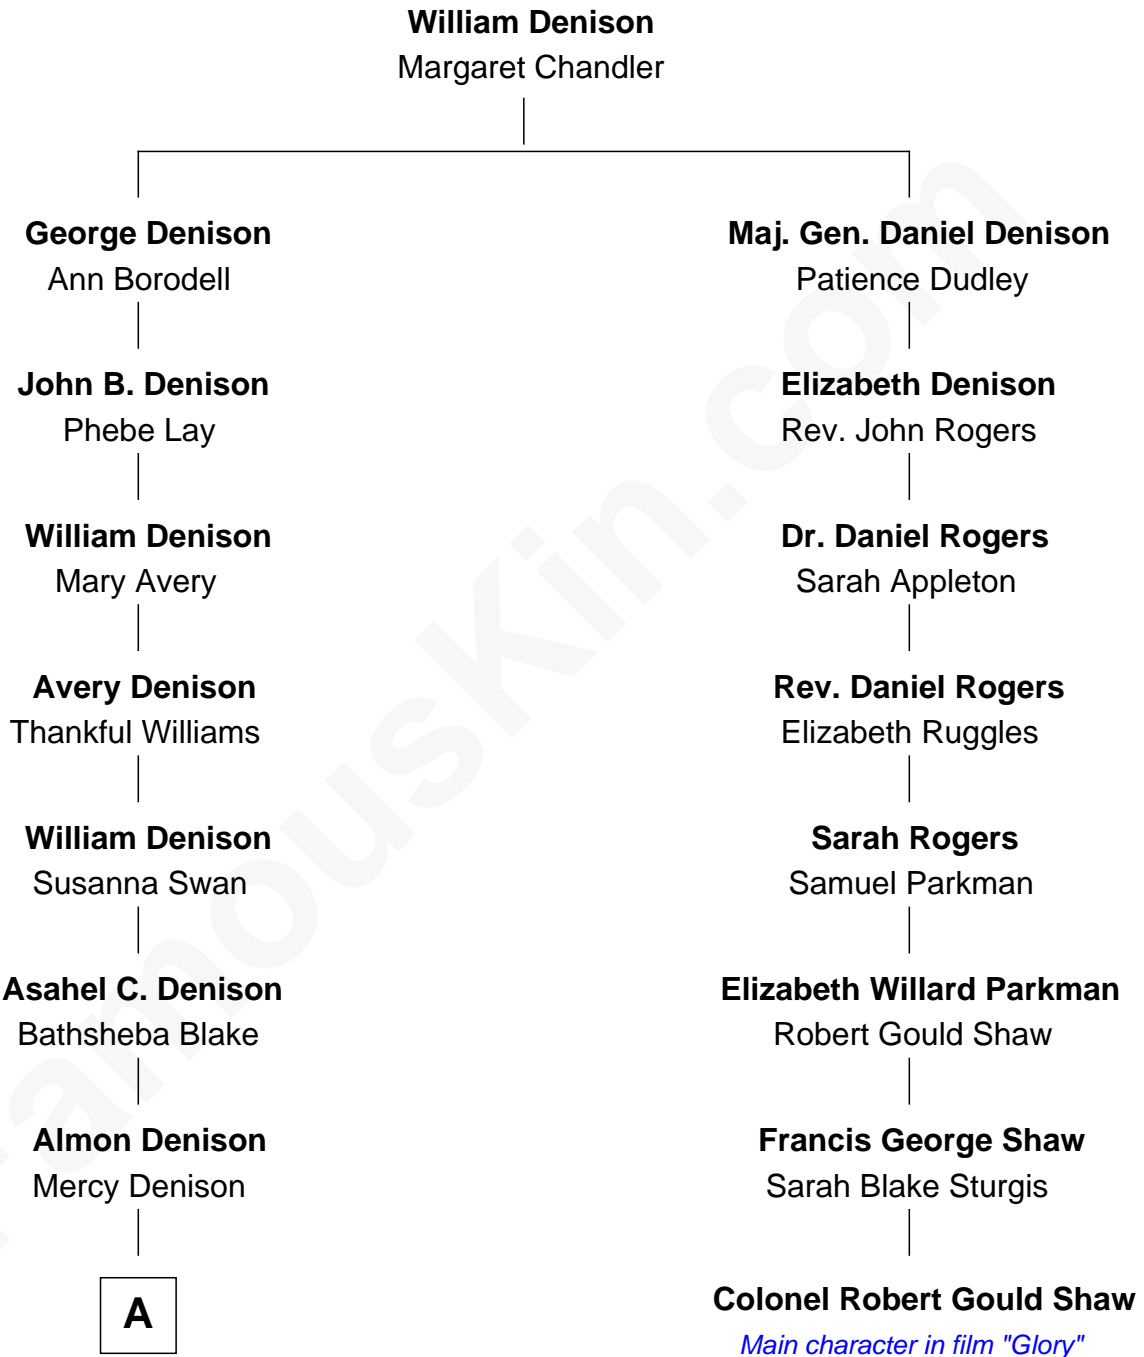 William Denison
Margaret Chandler
George Denison
Ann Borodell
John B. Denison
Phebe Lay
William Denison
Mary Avery
Avery Denison
Thankful Williams
William Denison
Susanna Swan
Asahel C. Denison
Bathsheba Blake
Almon Denison
Mercy Denison
A
Maj. Gen. Daniel Denison
Patience Dudley
Elizabeth Denison
Rev. John Rogers
Dr. Daniel Rogers
Sarah Appleton
Rev. Daniel Rogers
Elizabeth Ruggles
Sarah Rogers
Samuel Parkman
Elizabeth Willard Parkman
Robert Gould Shaw
Francis George Shaw
Sarah Blake Sturgis
Colonel Robert Gould Shaw
Main character in film "Glory"
FamousKin.com